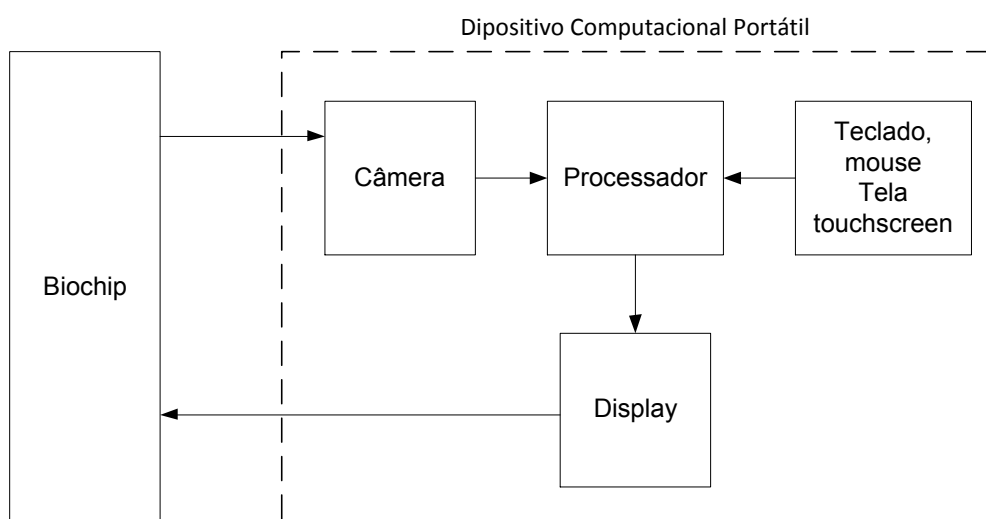 Dipositivo Computacional Portátil
Biochip
Câmera
Processador
Teclado,
mouse
Tela
touchscreen
Display